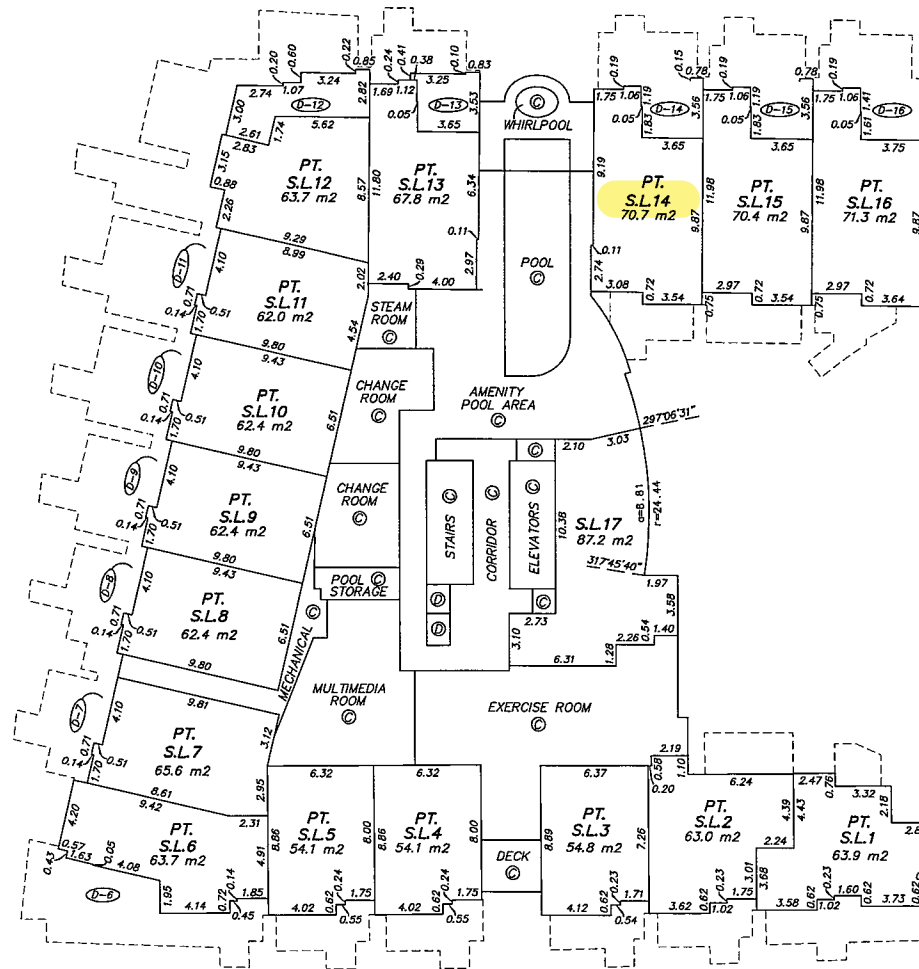 0.20
0.60
0.22
0.85
1.07
3.24
2.74
D-12
2.82
3.00
2.61
1.74
5.62
2.83
3.15
0.88
2.26
PT.
S.L.12
63.7 m2
8.57
9.29
8.99
0.24
0.41
0.38
0.10
0.83
1.69
1.12
3.25
D-13
0.05
3.53
3.65
11.80
PT.
S.L.13
67.8 m2
6.34
0.11
2.97
2.02
2.40
0.29
4.00
C
WHIRLPOOL
POOL
C
0.19
1.75
1.06
1.19
D-14
0.05
1.83
3.65
0.15
0.78
3.56
9.19
PT.
S.L.14
70.7 m2
9.87
0.11
2.74
3.08
0.72
3.54
0.75
0.19
1.75
1.06
1.19
D-15
0.05
1.83
3.65
0.78
3.56
11.98
PT.
S.L.15
70.4 m2
9.87
2.97
0.72
3.54
0.75
0.19
1.75
1.06
1.41
D-16
0.05
1.61
3.75
11.98
PT.
S.L.16
71.3 m2
9.87
2.97
0.72
3.64
D-11
4.10
0.71
0.14
0.51
1.70
PT.
S.L.11
62.0 m2
4.54
9.80
9.43
STEAM
ROOM
C
D-10
4.10
0.71
0.14
0.51
1.70
PT.
S.L.10
62.4 m2
6.51
9.80
9.43
CHANGE
ROOM
C
AMENITY
POOL AREA
C
297°06'31"
2.10
3.03
D-9
4.10
0.71
0.14
0.51
1.70
PT.
S.L.9
62.4 m2
6.51
9.80
9.43
CHANGE
ROOM
C
C
STAIRS
C
CORRIDOR
C
ELEVATORS
C
C
10.38
S.L.17
87.2 m2
a=8.81
r=24.44
317°45'40"
1.97
3.58
D-8
4.10
0.71
0.14
0.51
1.70
PT.
S.L.8
62.4 m2
6.51
9.80
POOL
STORAGE
C
MECHANICAL
C
D
D
2.73
3.10
6.31
1.28
2.26
0.54
1.40
D-7
4.10
0.71
0.14
0.51
1.70
9.81
PT.
S.L.7
65.6 m2
3.12
2.95
8.61
9.42
2.31
MULTIMEDIA
ROOM
C
EXERCISE ROOM
C
4.20
0.57
0.43
1.63
0.05
4.08
D-6
1.95
PT.
S.L.6
63.7 m2
4.91
4.14
0.72
0.14
1.85
0.45
6.32
8.86
PT.
S.L.5
54.1 m2
8.00
4.02
0.62
0.24
1.75
0.55
6.32
8.86
PT.
S.L.4
54.1 m2
8.00
4.02
0.62
0.24
1.75
0.55
DECK
C
6.37
8.89
PT.
S.L.3
54.8 m2
7.26
4.12
0.62
0.23
1.71
0.54
0.58
0.20
2.19
1.10
6.24
PT.
S.L.2
63.0 m2
4.39
2.24
3.01
3.62
0.62
0.23
1.75
1.02
2.47
0.76
3.32
2.18
4.43
PT.
S.L.1
63.9 m2
3.68
3.58
0.62
0.23
1.60
1.02
0.62
3.73
0.62